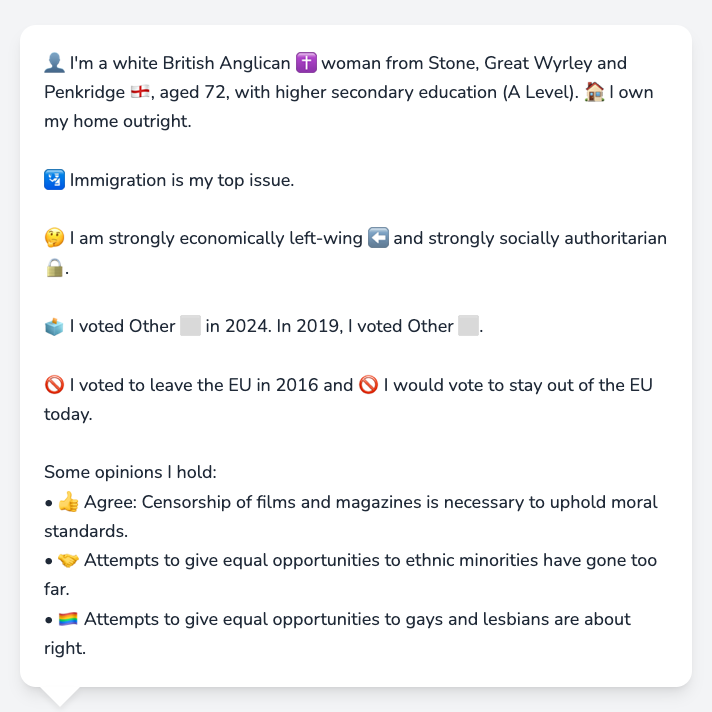 👤 I'm a white British Anglican ✝️ woman from Stone, Great Wyrley and
Penkridge 🏴󠁧󠁢󠁥󠁮󠁧󠁿, aged 72, with higher secondary education (A Level). 🏠 I own
my home outright.
🛂 Immigration is my top issue.
🤔 I am strongly economically left-wing ⬅️ and strongly socially authoritarian
🔒.
🗳️ I voted Other ⬜ in 2024. In 2019, I voted Other ⬜.
🚫 I voted to leave the EU in 2016 and 🚫 I would vote to stay out of the EU
today.
Some opinions I hold:
• 👍 Agree: Censorship of films and magazines is necessary to uphold moral
standards.
• 🤝 Attempts to give equal opportunities to ethnic minorities have gone too
far.
• 🏳️‍🌈 Attempts to give equal opportunities to gays and lesbians are about
right.